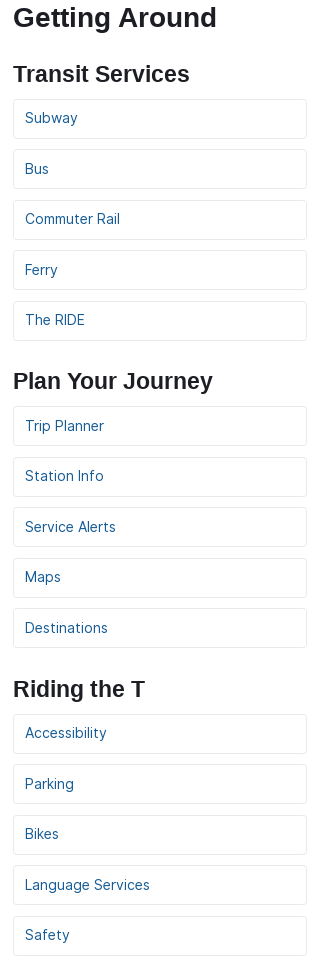 Getting Around
Transit Services
Subway
Bus
Commuter Rail
Ferry
The RIDE
Plan Your Journey
Trip Planner
Station Info
Service Alerts
Maps
Destinations
Riding the T
Accessibility
Parking
Bikes
Language Services
Safety